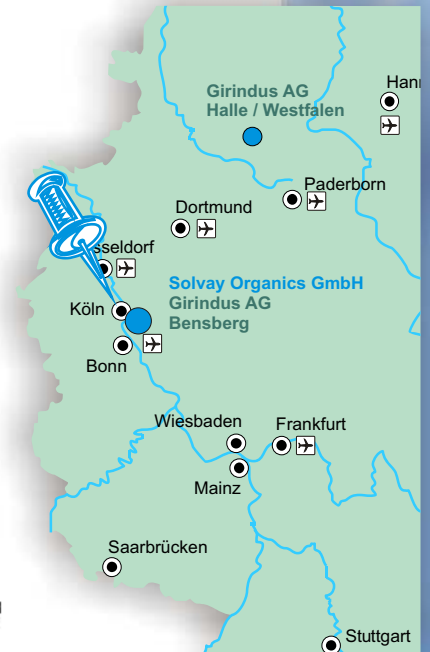 Girindus AG
Halle / Westfalen
Han
Paderborn
Dortmund
sseldorf
Solvay Organics GmbH
Köln
Girindus AG
Bensberg
Bonn
Wiesbaden
Frankfurt
Mainz
Saarbrücken
Stuttgart